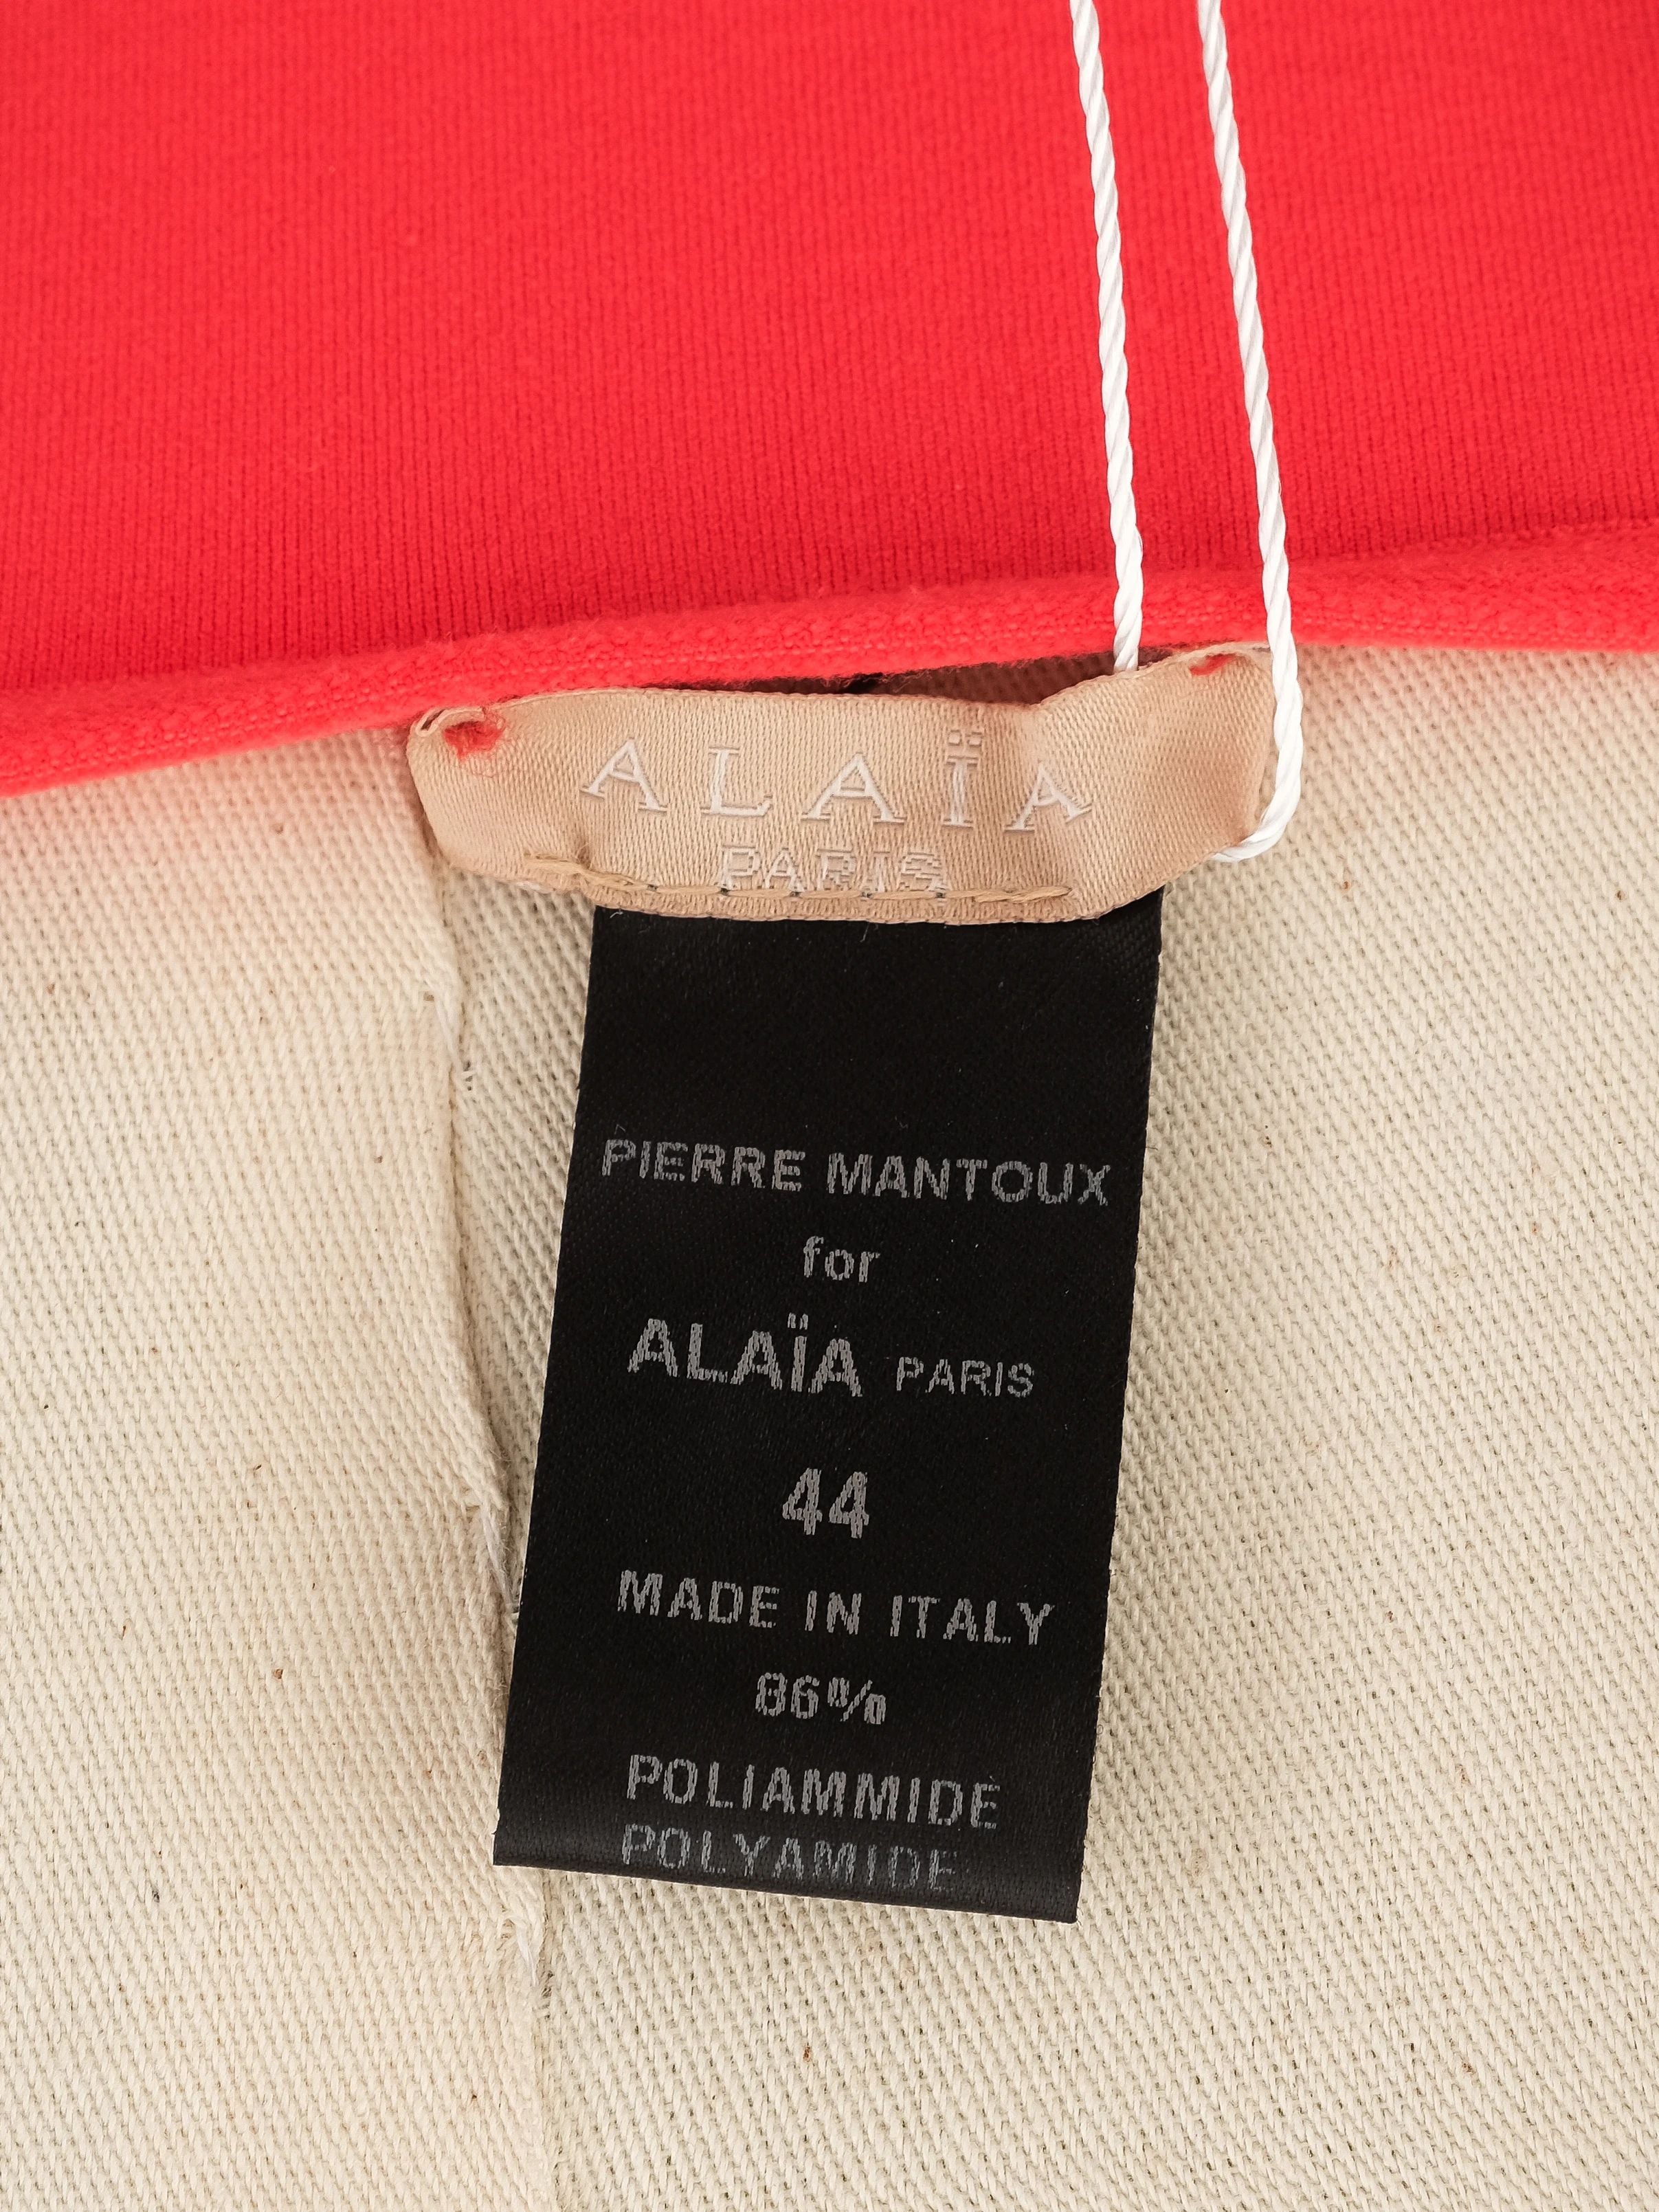 ALAÏA
PARIS
PIERRE MANTOUX
for
ALAÏA PARIS
44
MADE IN ITALY
86%
POLIAMMIDE
POLYAMIDE